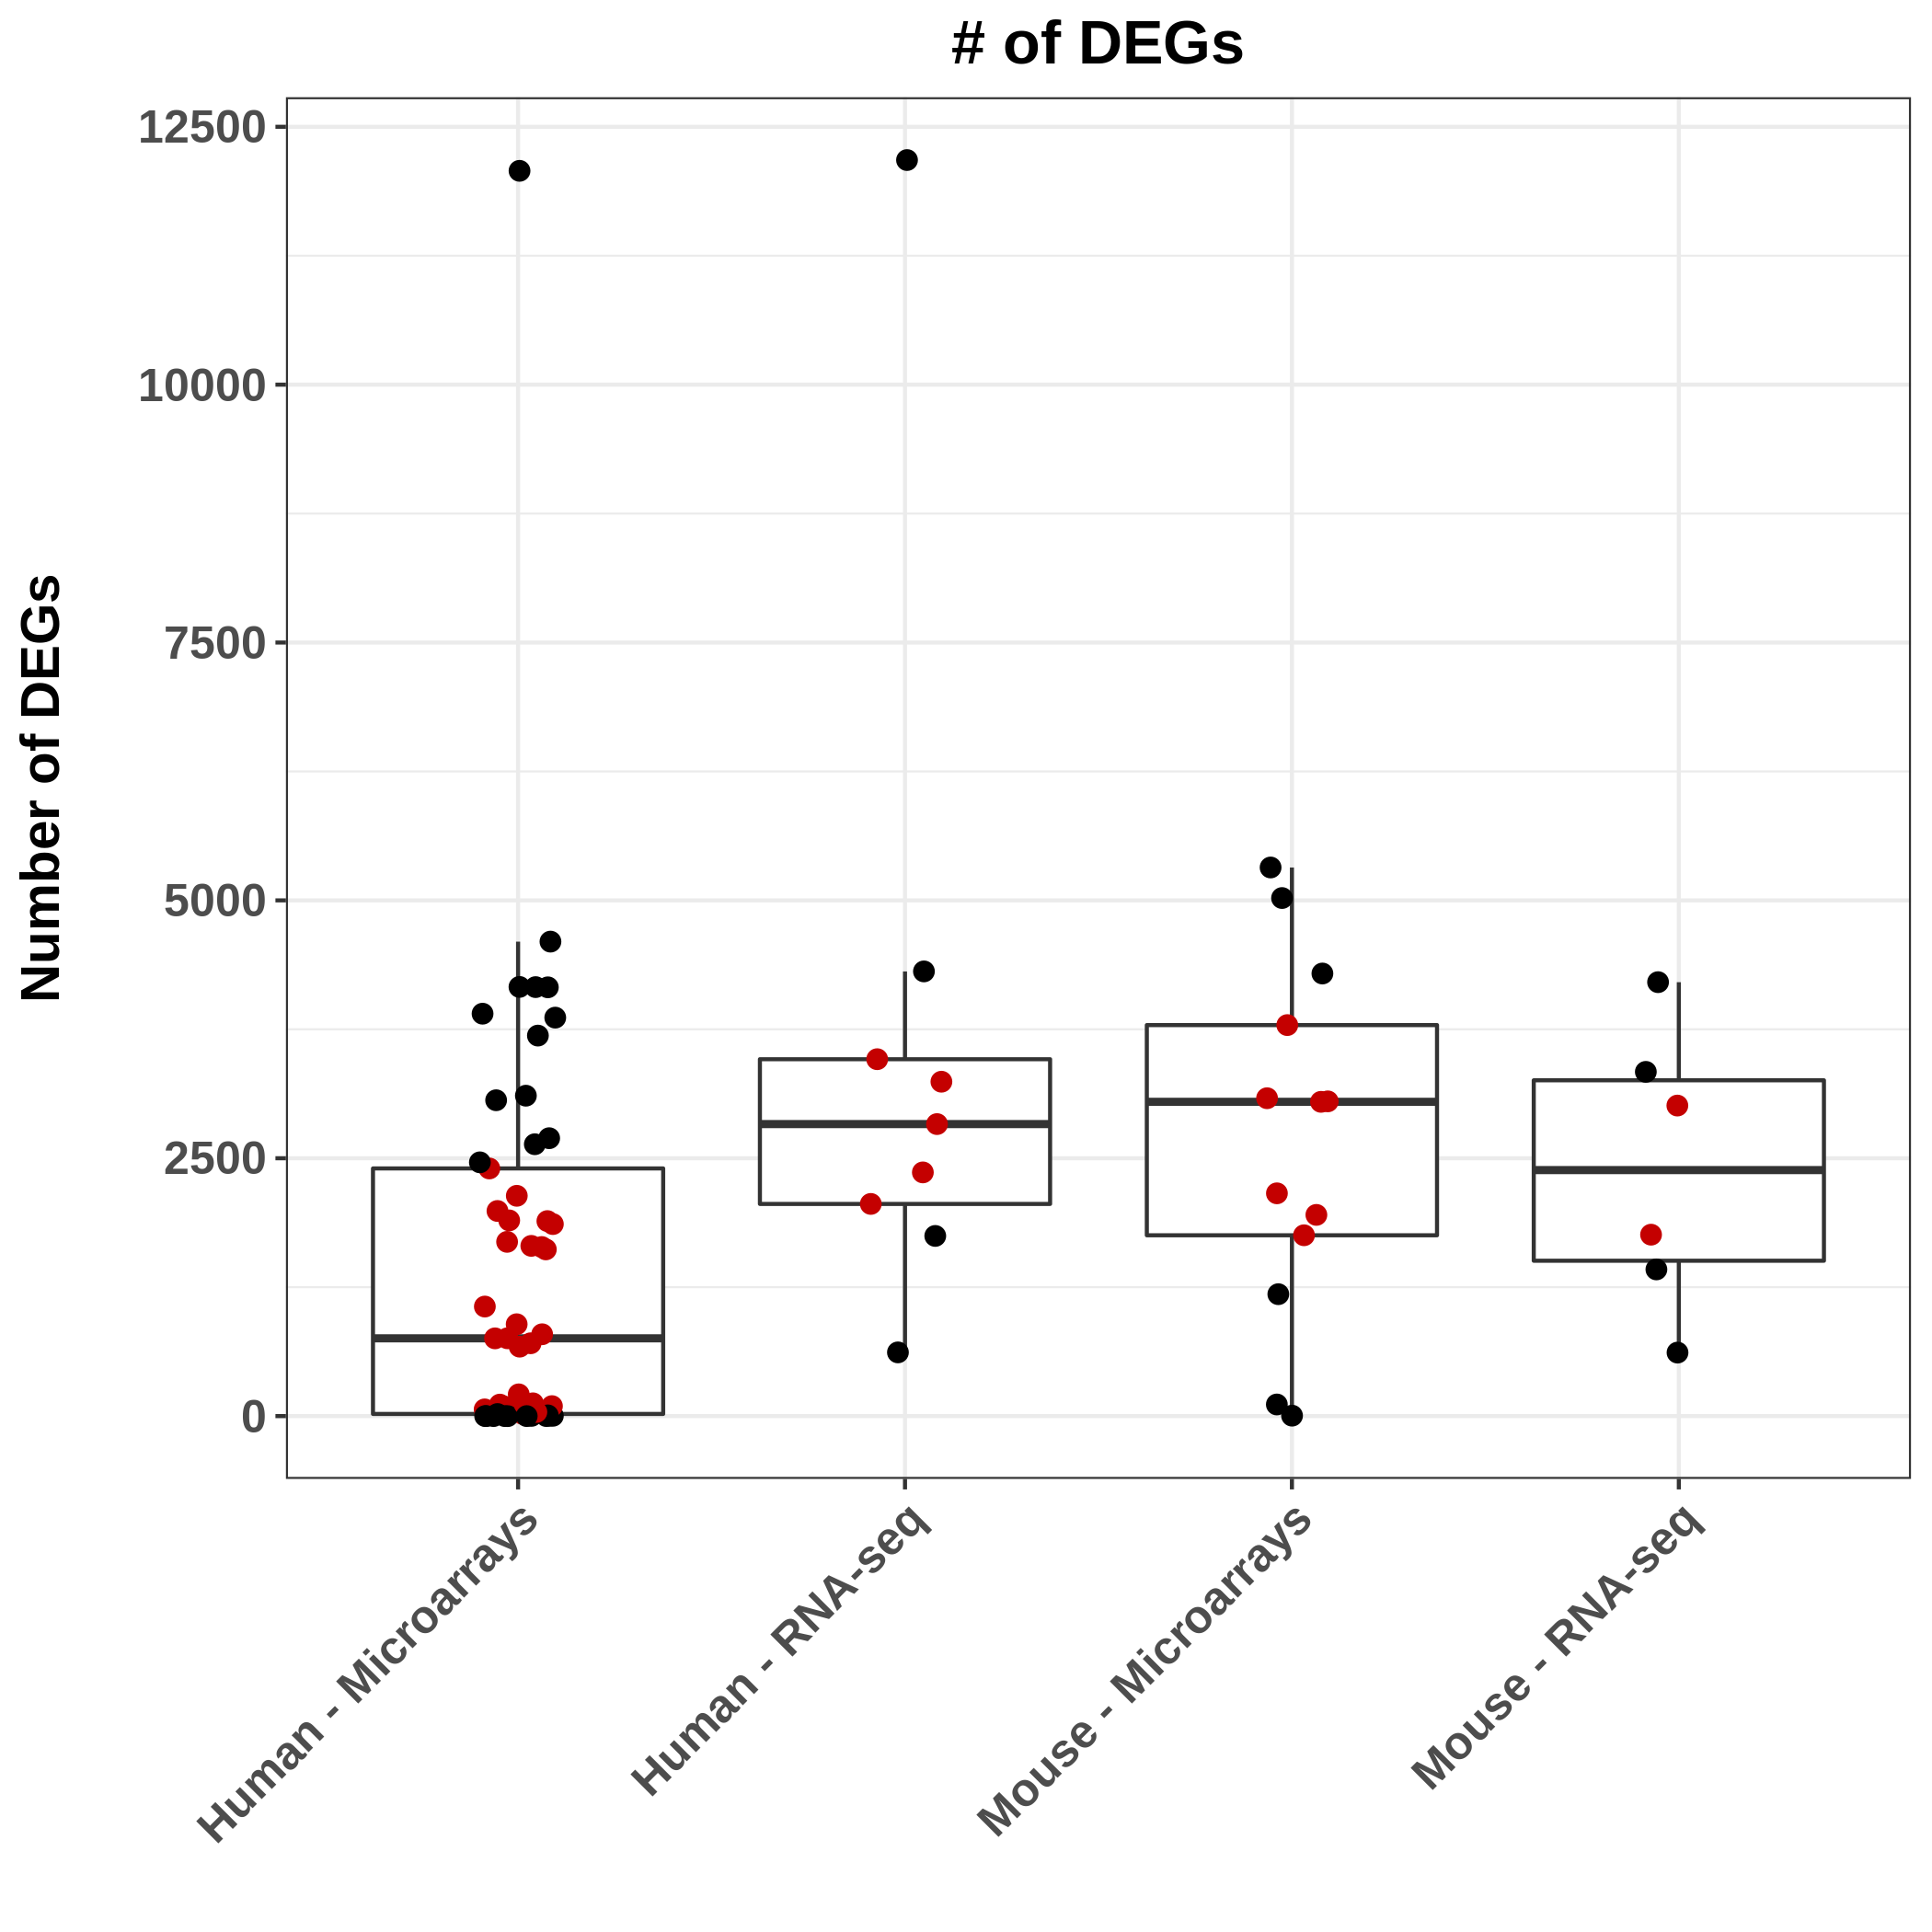 # of DEGs
Number of DEGs
12500
10000
7500
5000
2500
0
Human - Microarrays
Human - RNA-seq
Mouse - Microarrays
Mouse - RNA-seq